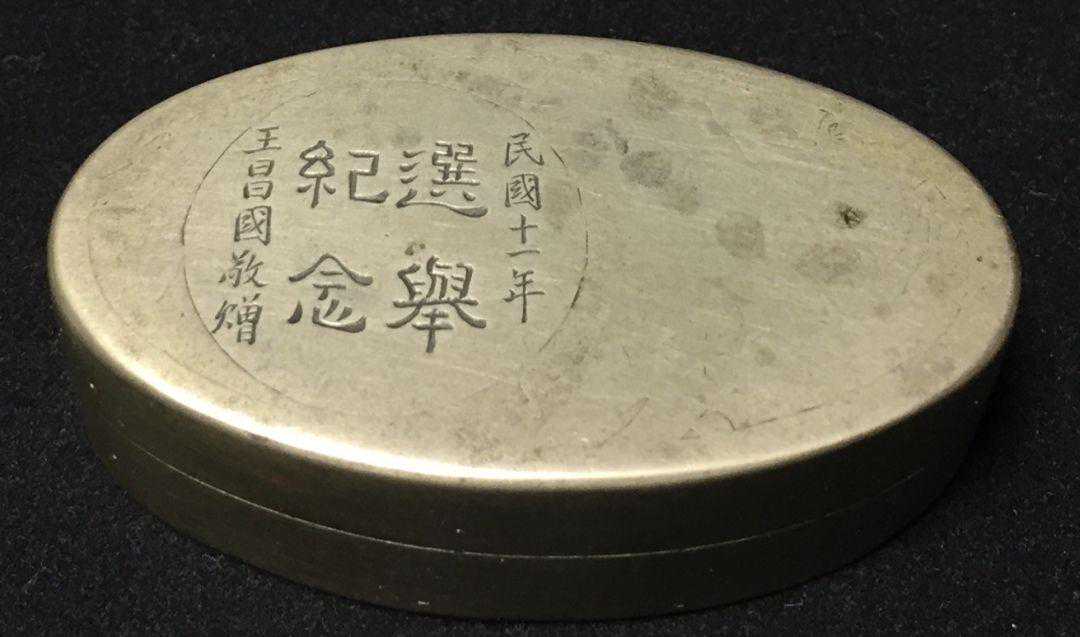 民國十一年
選舉
紀念
王昌國敬贈